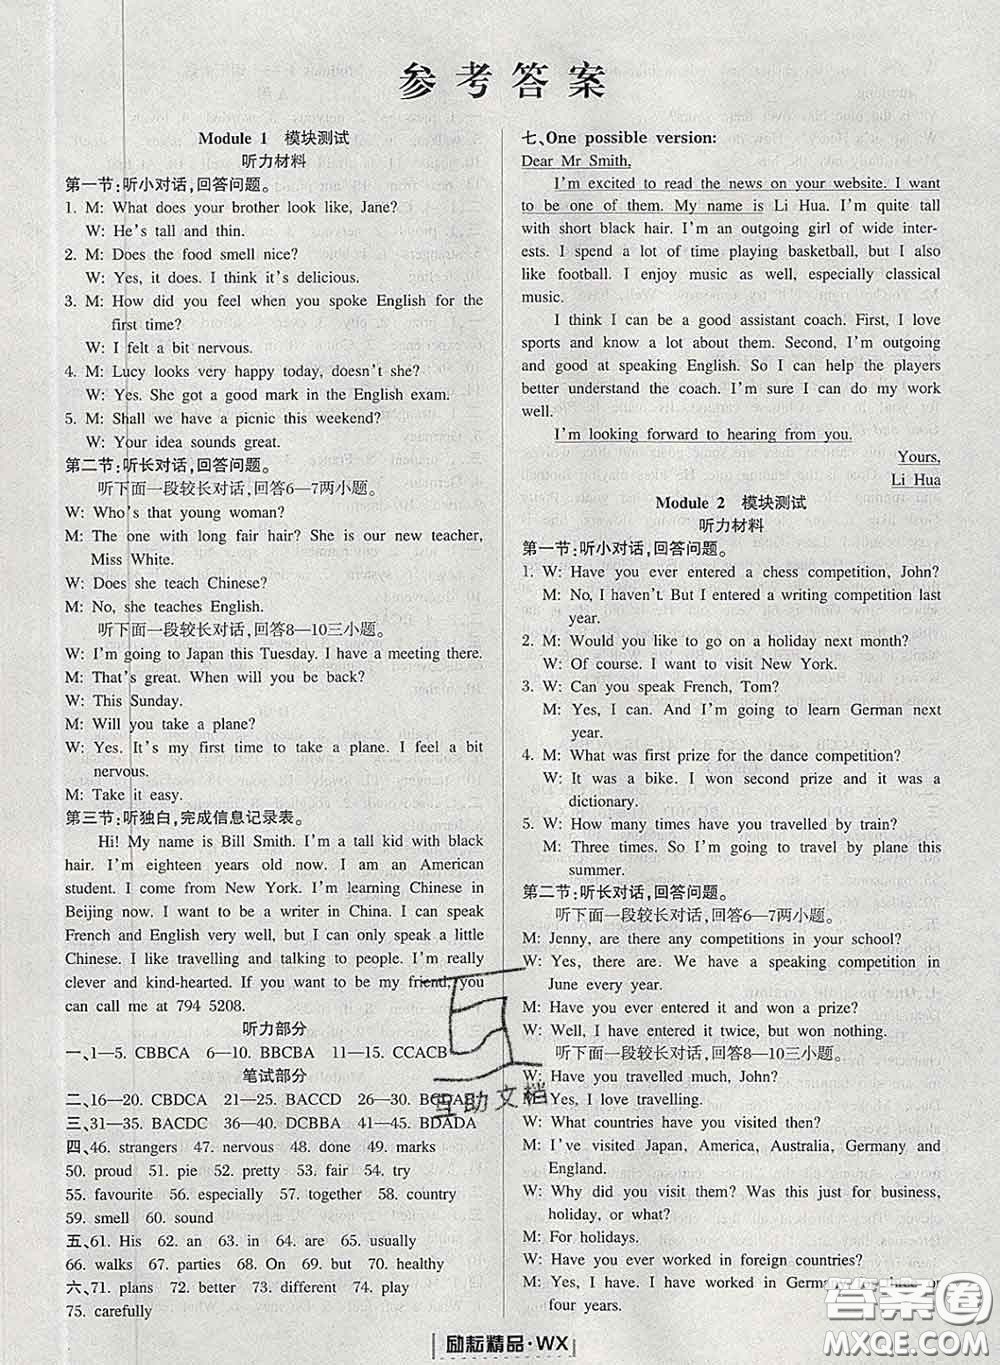 参考答案
Module 1 模块测试
听力材料
第一节:听小对话,回答问题。
1. M: What does your brother look like, Jane?
W: He's tall and thin.
2. M: Does the food smell nice?
W: Yes, it does. I think it's delicious.
3. M: How did you feel when you spoke English for the
first time?
W: I felt a bit nervous.
4. M: Lucy looks very happy today, doesn't she?
W: Yes. She got a good mark in the English exam.
5. M: Shall we have a picnic this weekend?
W: Your idea sounds great.
第二节:听长对话,回答问题。
听下面一段较长对话,回答6—7两小题。
W: Who's that young woman?
M: The one with long fair hair? She is our new teacher,
Miss White.
W: Does she teach Chinese?
M: No, she teaches English.
听下面一段较长对话,回答8—10三小题。
W: I'm going to Japan this Tuesday. I have a meeting there.
M: That's great. When will you be back?
W: This Sunday.
M: Will you take a plane?
W: Yes. It's my first time to take a plane. I feel a bit
nervous.
M: Take it easy.
第三节:听独白,完成信息记录表。
Hi! My name is Bill Smith. I'm a tall kid with black
hair. I'm eighteen years old now. I am an American
student. I come from New York. I'm learning Chinese in
Beijing now. I want to be a writer in China. I can speak
French and English very well, but I can only speak a little
Chinese. I like travelling and talking to people. I'm really
clever and kind-hearted. If you want to be my friend, you
can call me at 794 5208.
听力部分
一、1—5. CBBCA 6—10. BBCBA 11—15. CCACB
笔试部分
二、16—20. CBDCA 21—25. BACCD 26—30.
三、31—35. BACDC 36—40. DCBBA 41—45. BDADA
四、46. strangers 47. nervous 48. done 49. marks
50. proud 51. pie 52. pretty 53. fair 54. try
55. favourite 56. especially 57. together 58. country
59. smell 60. sound
五、61. His 62. an 63. in 64. to 65. usually
66. walks 67. parties 68. On 69. but 70. healthy
六、71. plans 72. better 73. different 74. play
75. carefully
七、One possible version:
Dear Mr Smith,
I'm excited to read the news on your website. I want
to be one of them. My name is Li Hua. I'm quite tall
with short black hair. I'm an outgoing girl of wide inter-
ests. I spend a lot of time playing basketball, but I also
like football. I enjoy music as well, especially classical
music.
I think I can be a good assistant coach. First, I love
sports and know a lot about them. Second, I'm outgoing
and good at speaking English. So I can help the players
better understand the coach. I'm sure I can do my work
well.
I'm looking forward to hearing from you.
Yours,
Li Hua
Module 2 模块测试
听力材料
第一节:听小对话,回答问题。
1. W: Have you ever entered a chess competition, John?
M: No, I haven't. But I entered a writing competition last
year.
2. M: Would you like to go on a holiday next month?
W: Of course. I want to visit New York.
3. W: Can you speak French, Tom?
M: Yes, I can. And I'm going to learn German next
year.
4. M: What was first prize for the dance competition?
W: It was a bike. I won second prize and it was a
dictionary.
5. W: How many times have you travelled by train?
M: Three times. So I'm going to travel by plane this
summer.
第二节:听长对话,回答问题。
听下面一段较长对话,回答6—7两小题。
M: Jenny, are there any competitions in your school?
W: Yes, there are. We have a speaking competition in
June every year.
M: Have you ever entered it and won a prize?
W: Well, I have entered it twice, but won nothing.
听下面一段较长对话,回答8—10三小题。
W: Have you travelled much, John?
M: Yes. I love travelling.
W: What countries have you travelled to?
M: I've visited Japan, America, Australia, Germany and
England.
W: Why did you visit them? Was this just for business,
holiday, or what?
M: For holidays.
W: Have you ever worked in foreign countries?
M: Yes, I have. I have worked in Germany for three or
four years.
互助文档
励耘精品·WX
答案圈
MXQE.COM